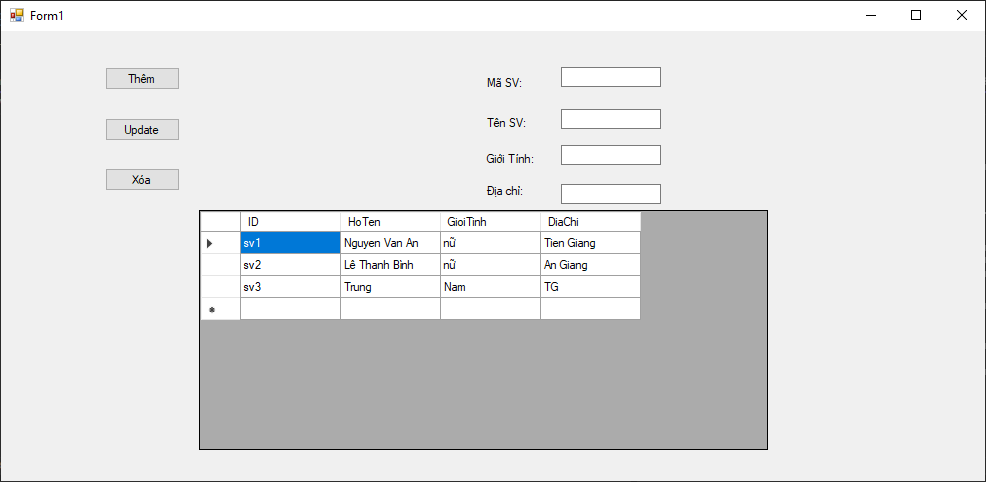 Form1
Thêm
Mã SV:
Update
Tên SV:
Giới Tính:
Xóa
Địa chỉ:
ID HoTen GioiTinh DiaChi
sv1 Nguyen Van An nữ Tien Giang
sv2 Lê Thanh Bình nữ An Giang
sv3 Trung Nam TG